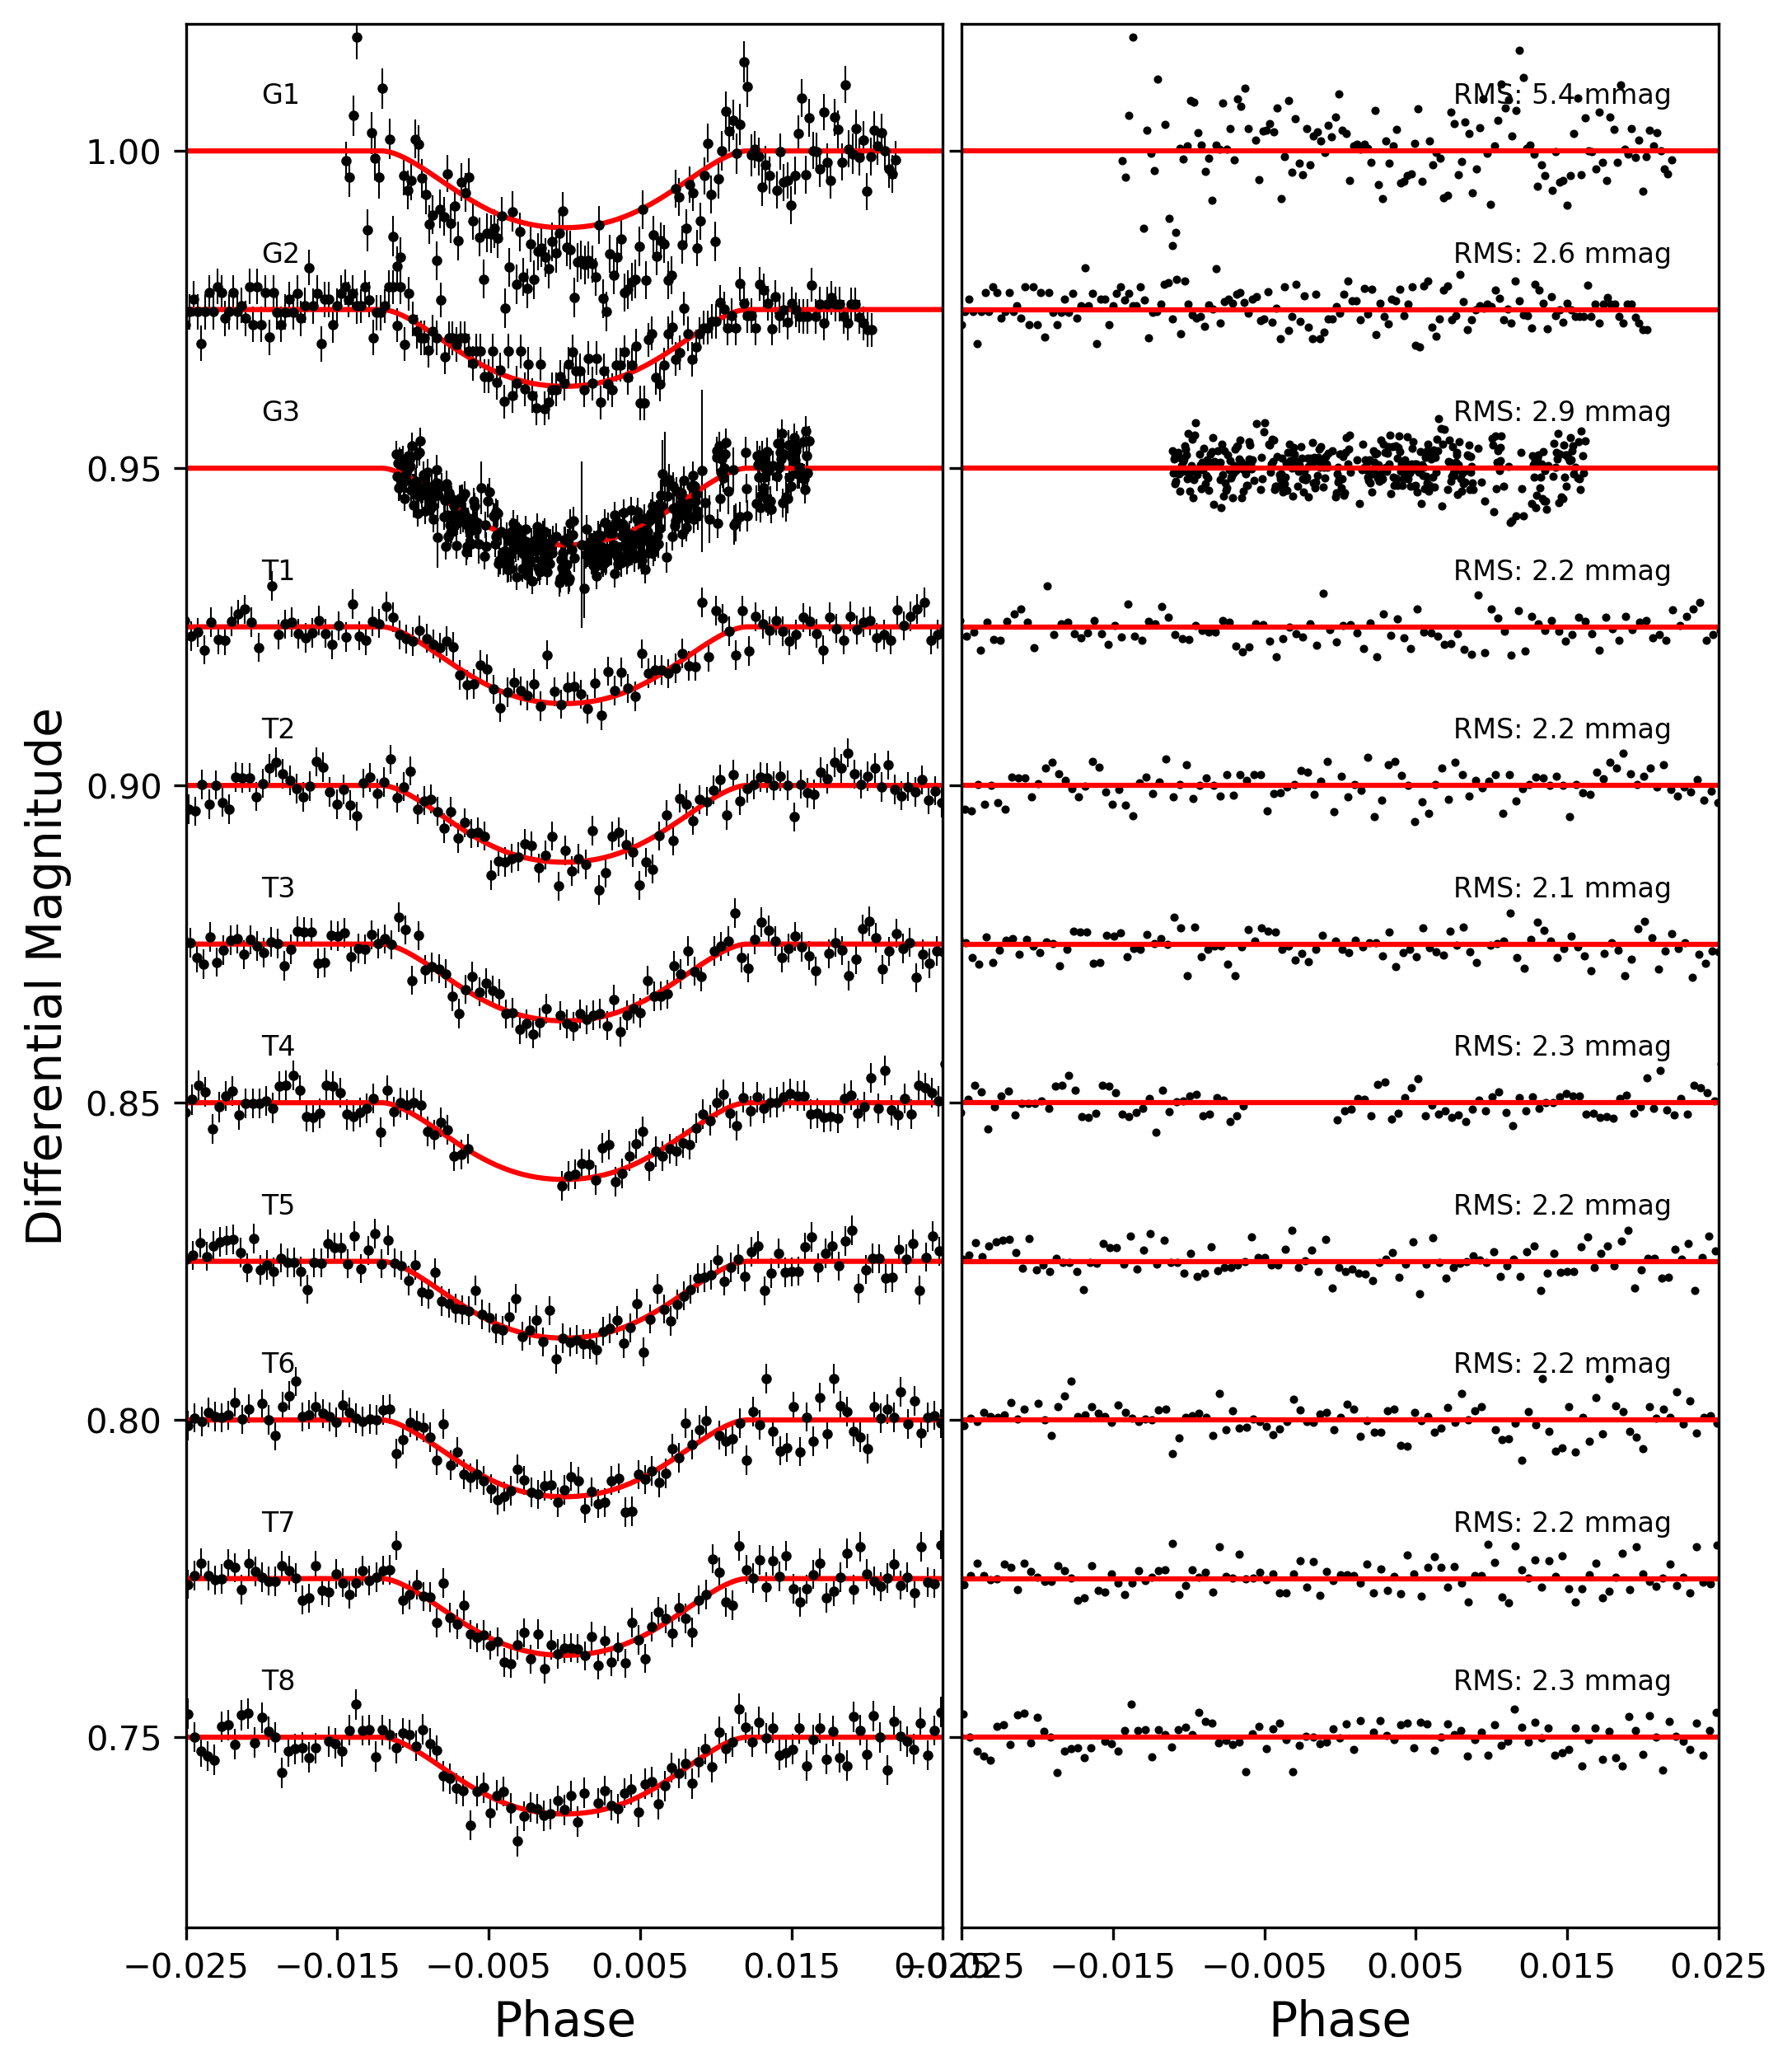 G1
RMS: 5.4 mmag
1.00
G2
RMS: 2.6 mmag
G3
RMS: 2.9 mmag
0.95
T1
RMS: 2.2 mmag
T2
RMS: 2.2 mmag
0.90
T3
RMS: 2.1 mmag
T4
RMS: 2.3 mmag
0.85
T5
RMS: 2.2 mmag
T6
RMS: 2.2 mmag
0.80
T7
RMS: 2.2 mmag
T8
RMS: 2.3 mmag
0.75
Differential Magnitude
−0.025 −0.015 −0.005 0.005 0.015 0.025
−0.025 −0.015 −0.005 0.005 0.015 0.025
Phase
Phase